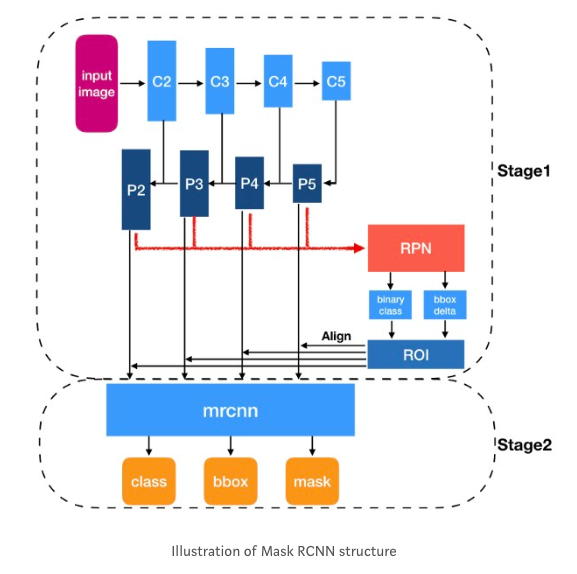 input
image
C2
C3
C4
C5
P2
P3
P4
P5
Stage1
RPN
binary
class
bbox
delta
Align
ROI
mrcnn
Stage2
class
bbox
mask
Illustration of Mask RCNN structure